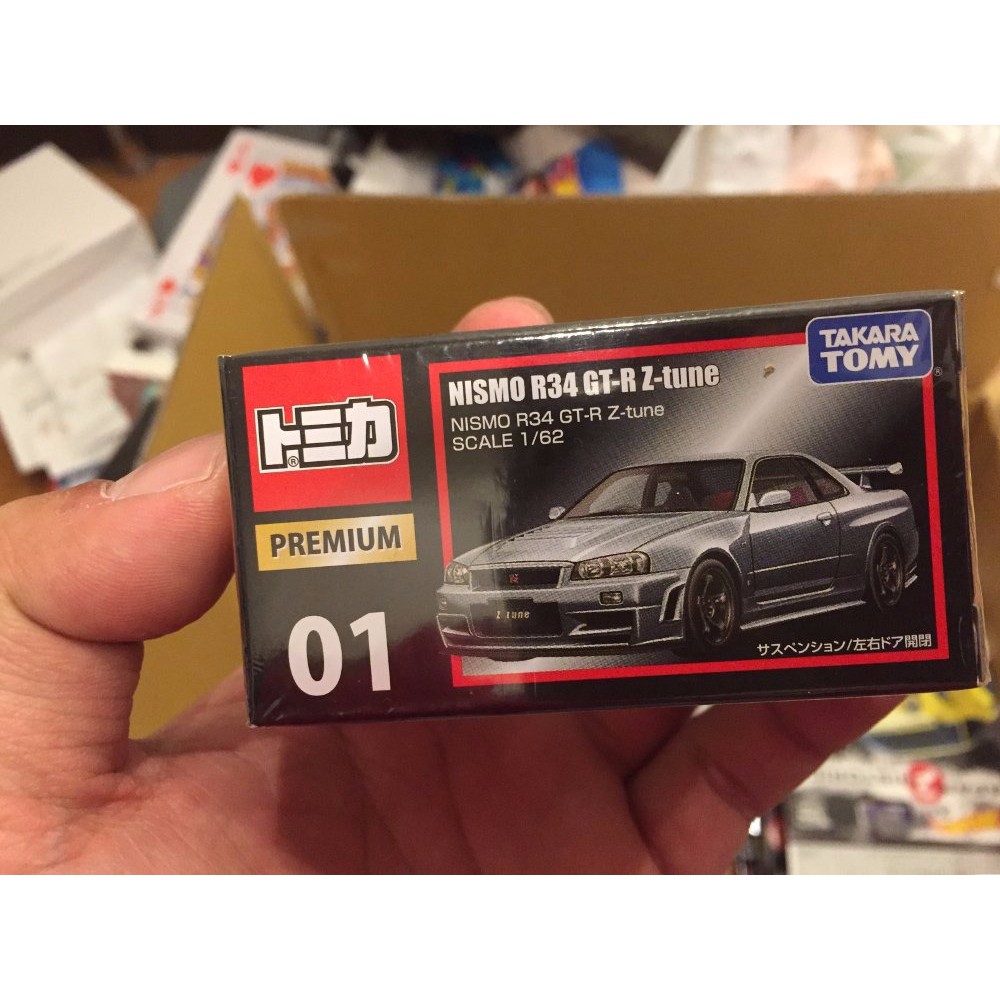 トミカ
®
PREMIUM
01
NISMO R34 GT-R Z-tune
NISMO R34 GT-R Z-tune
SCALE 1/62
TAKARA
TOMY
®
Z tune
サスペンション/左右ドア開閉